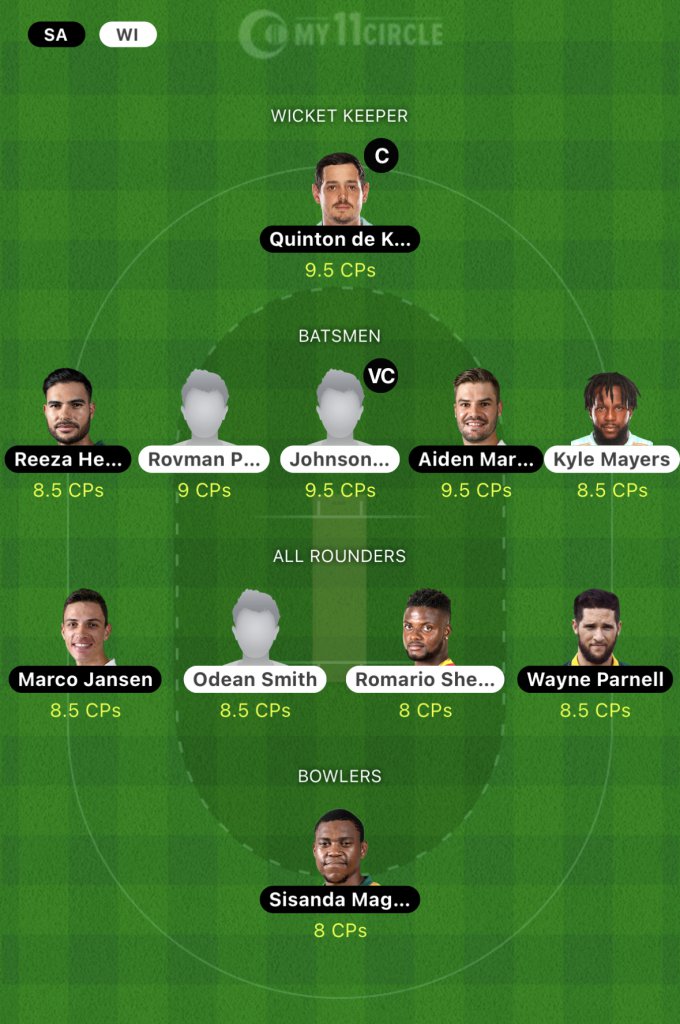 SA WI MY11CIRCLE
WICKET KEEPER
C
Quinton de K...
9.5 CPs
BATSMEN
VC
Reeza He... Rovman P... Johnson... Aiden Mar... Kyle Mayers
8.5 CPs 9 CPs 9.5 CPs 9.5 CPs 8.5 CPs
ALL ROUNDERS
Marco Jansen Odean Smith Romario She... Wayne Parnell
8.5 CPs 8.5 CPs 8 CPs 8.5 CPs
BOWLERS
Sisanda Mag...
8 CPs